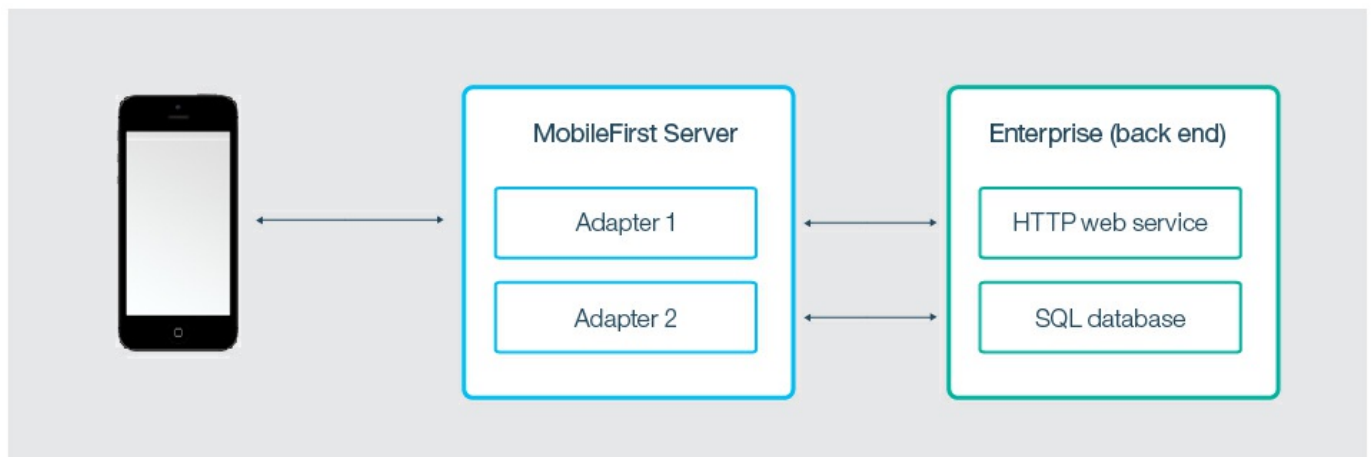 MobileFirst Server
Adapter 1
Adapter 2
Enterprise (back end)
HTTP web service
SQL database